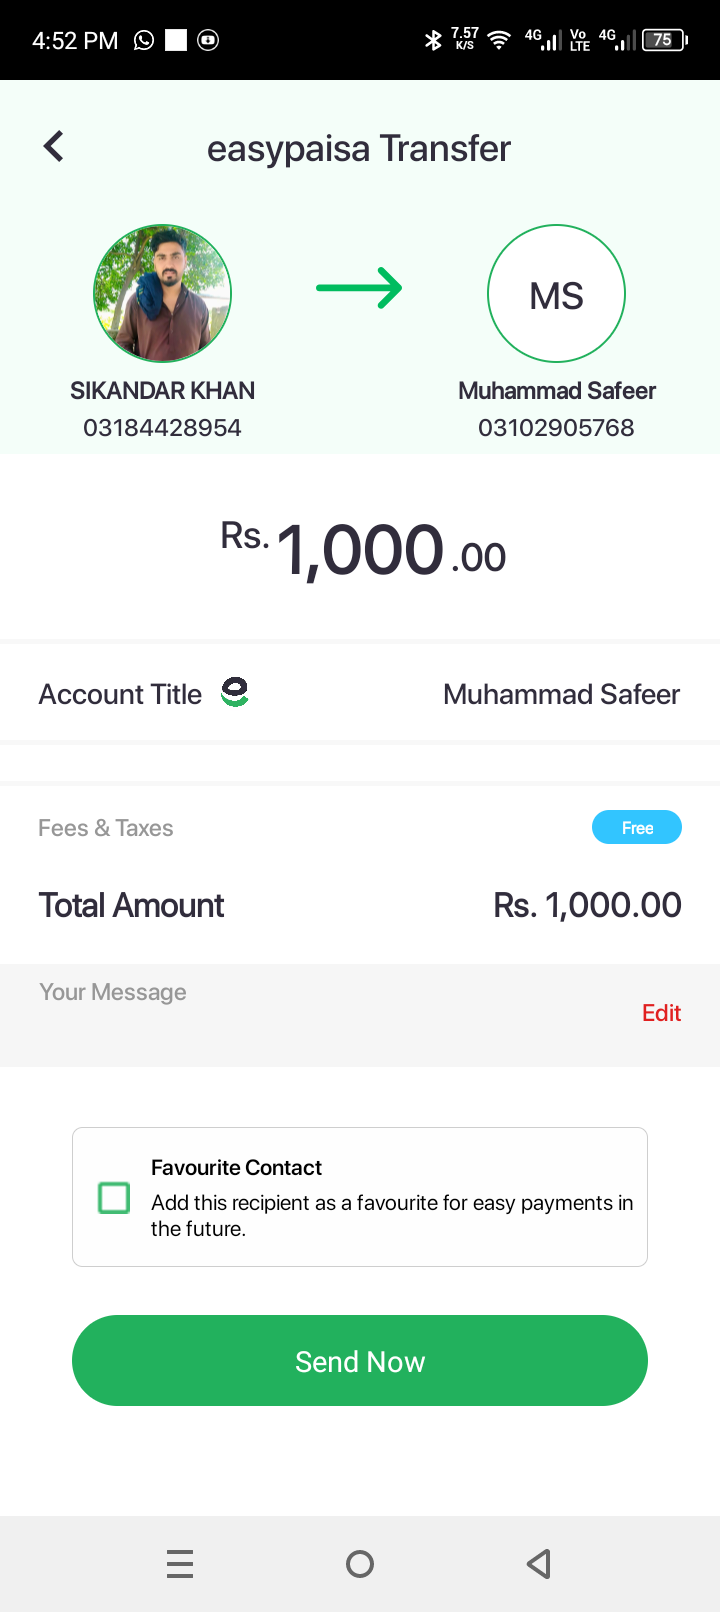 4:52 PM
7.57 K/S 4G Vo LTE 4G 75
easypaisa Transfer
MS
SIKANDAR KHAN
Muhammad Safeer
03184428954
03102905768
Rs. 1,000.00
Account Title
Muhammad Safeer
Fees & Taxes
Free
Total Amount
Rs. 1,000.00
Your Message
Edit
Favourite Contact
Add this recipient as a favourite for easy payments in
the future.
Send Now